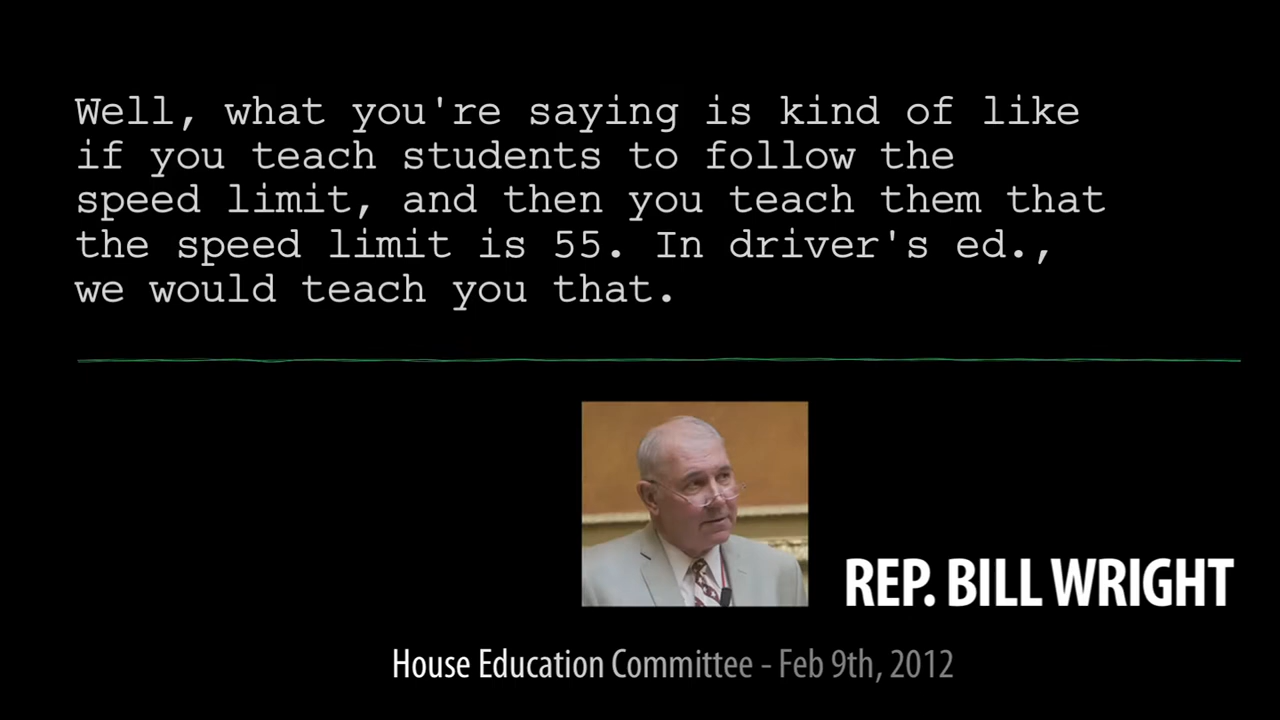 Well, what you're saying is kind of like
if you teach students to follow the
speed limit, and then you teach them that
the speed limit is 55. In driver's ed.,
we would teach you that.
REP. BILL WRIGHT
House Education Committee - Feb 9th, 2012